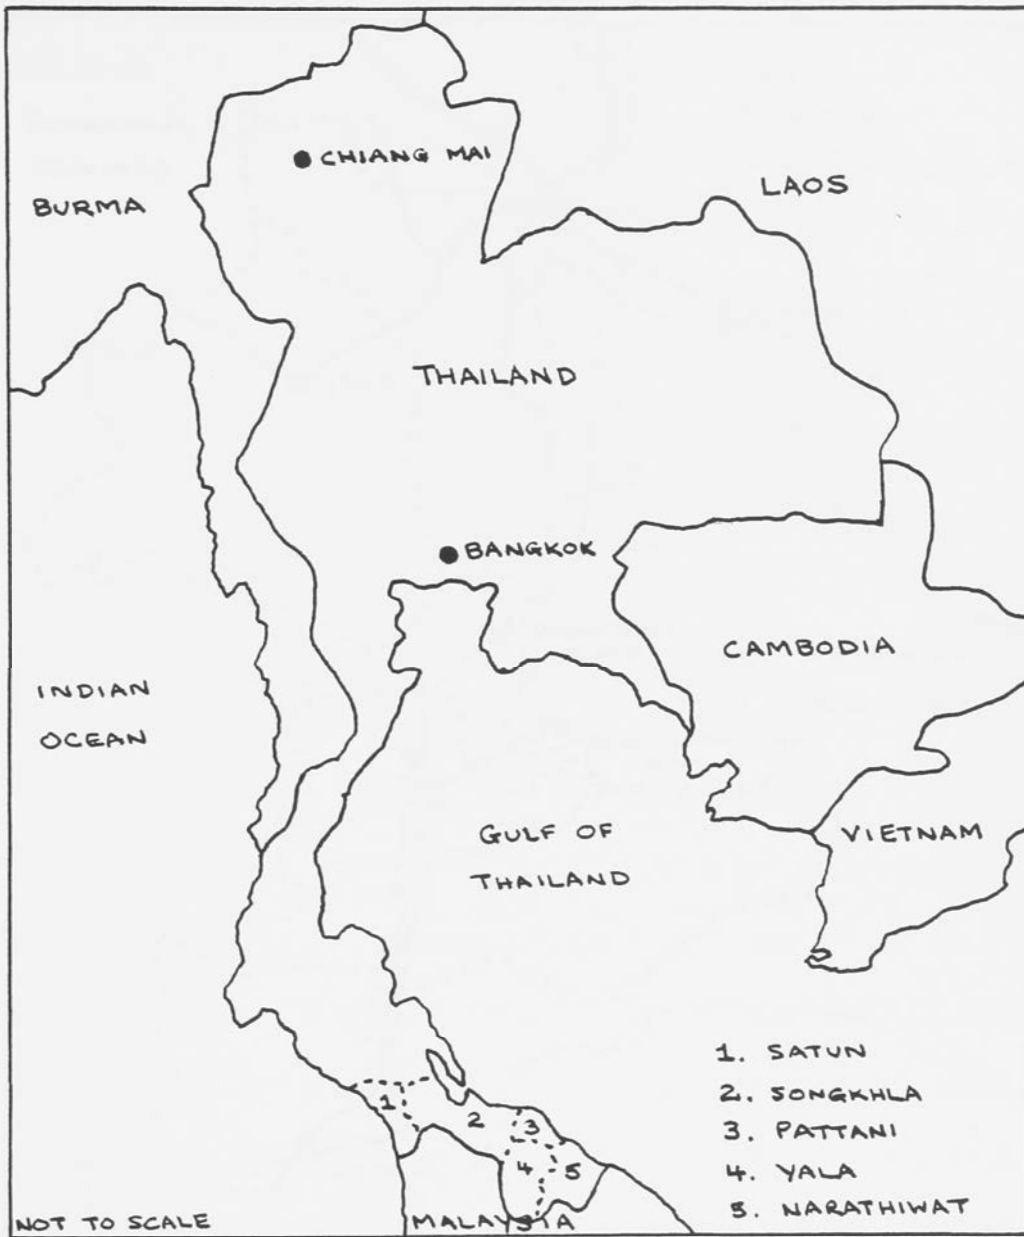 CHIANG MAI
LAOS
BURMA
THAILAND
BANGKOK
CAMBODIA
INDIAN
OCEAN
GULF OF
THAILAND
VIETNAM
1. SATUN
2. SONGKHLA
3. PATTANI
4. YALA
5. NARATHIWAT
1
2
3
4
5
NOT TO SCALE
MALAYSIA